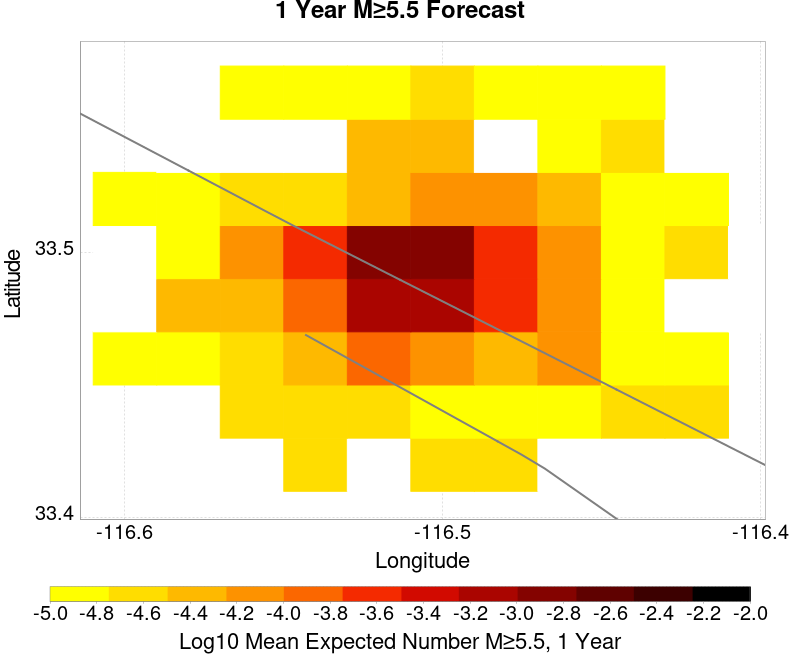 1 Year M≥5.5 Forecast
Latitude
33.5
33.4
-116.6 -116.5 -116.4
Longitude
-5.0 -4.8 -4.6 -4.4 -4.2 -4.0 -3.8 -3.6 -3.4 -3.2 -3.0 -2.8 -2.6 -2.4 -2.2 -2.0
Log10 Mean Expected Number M≥5.5, 1 Year